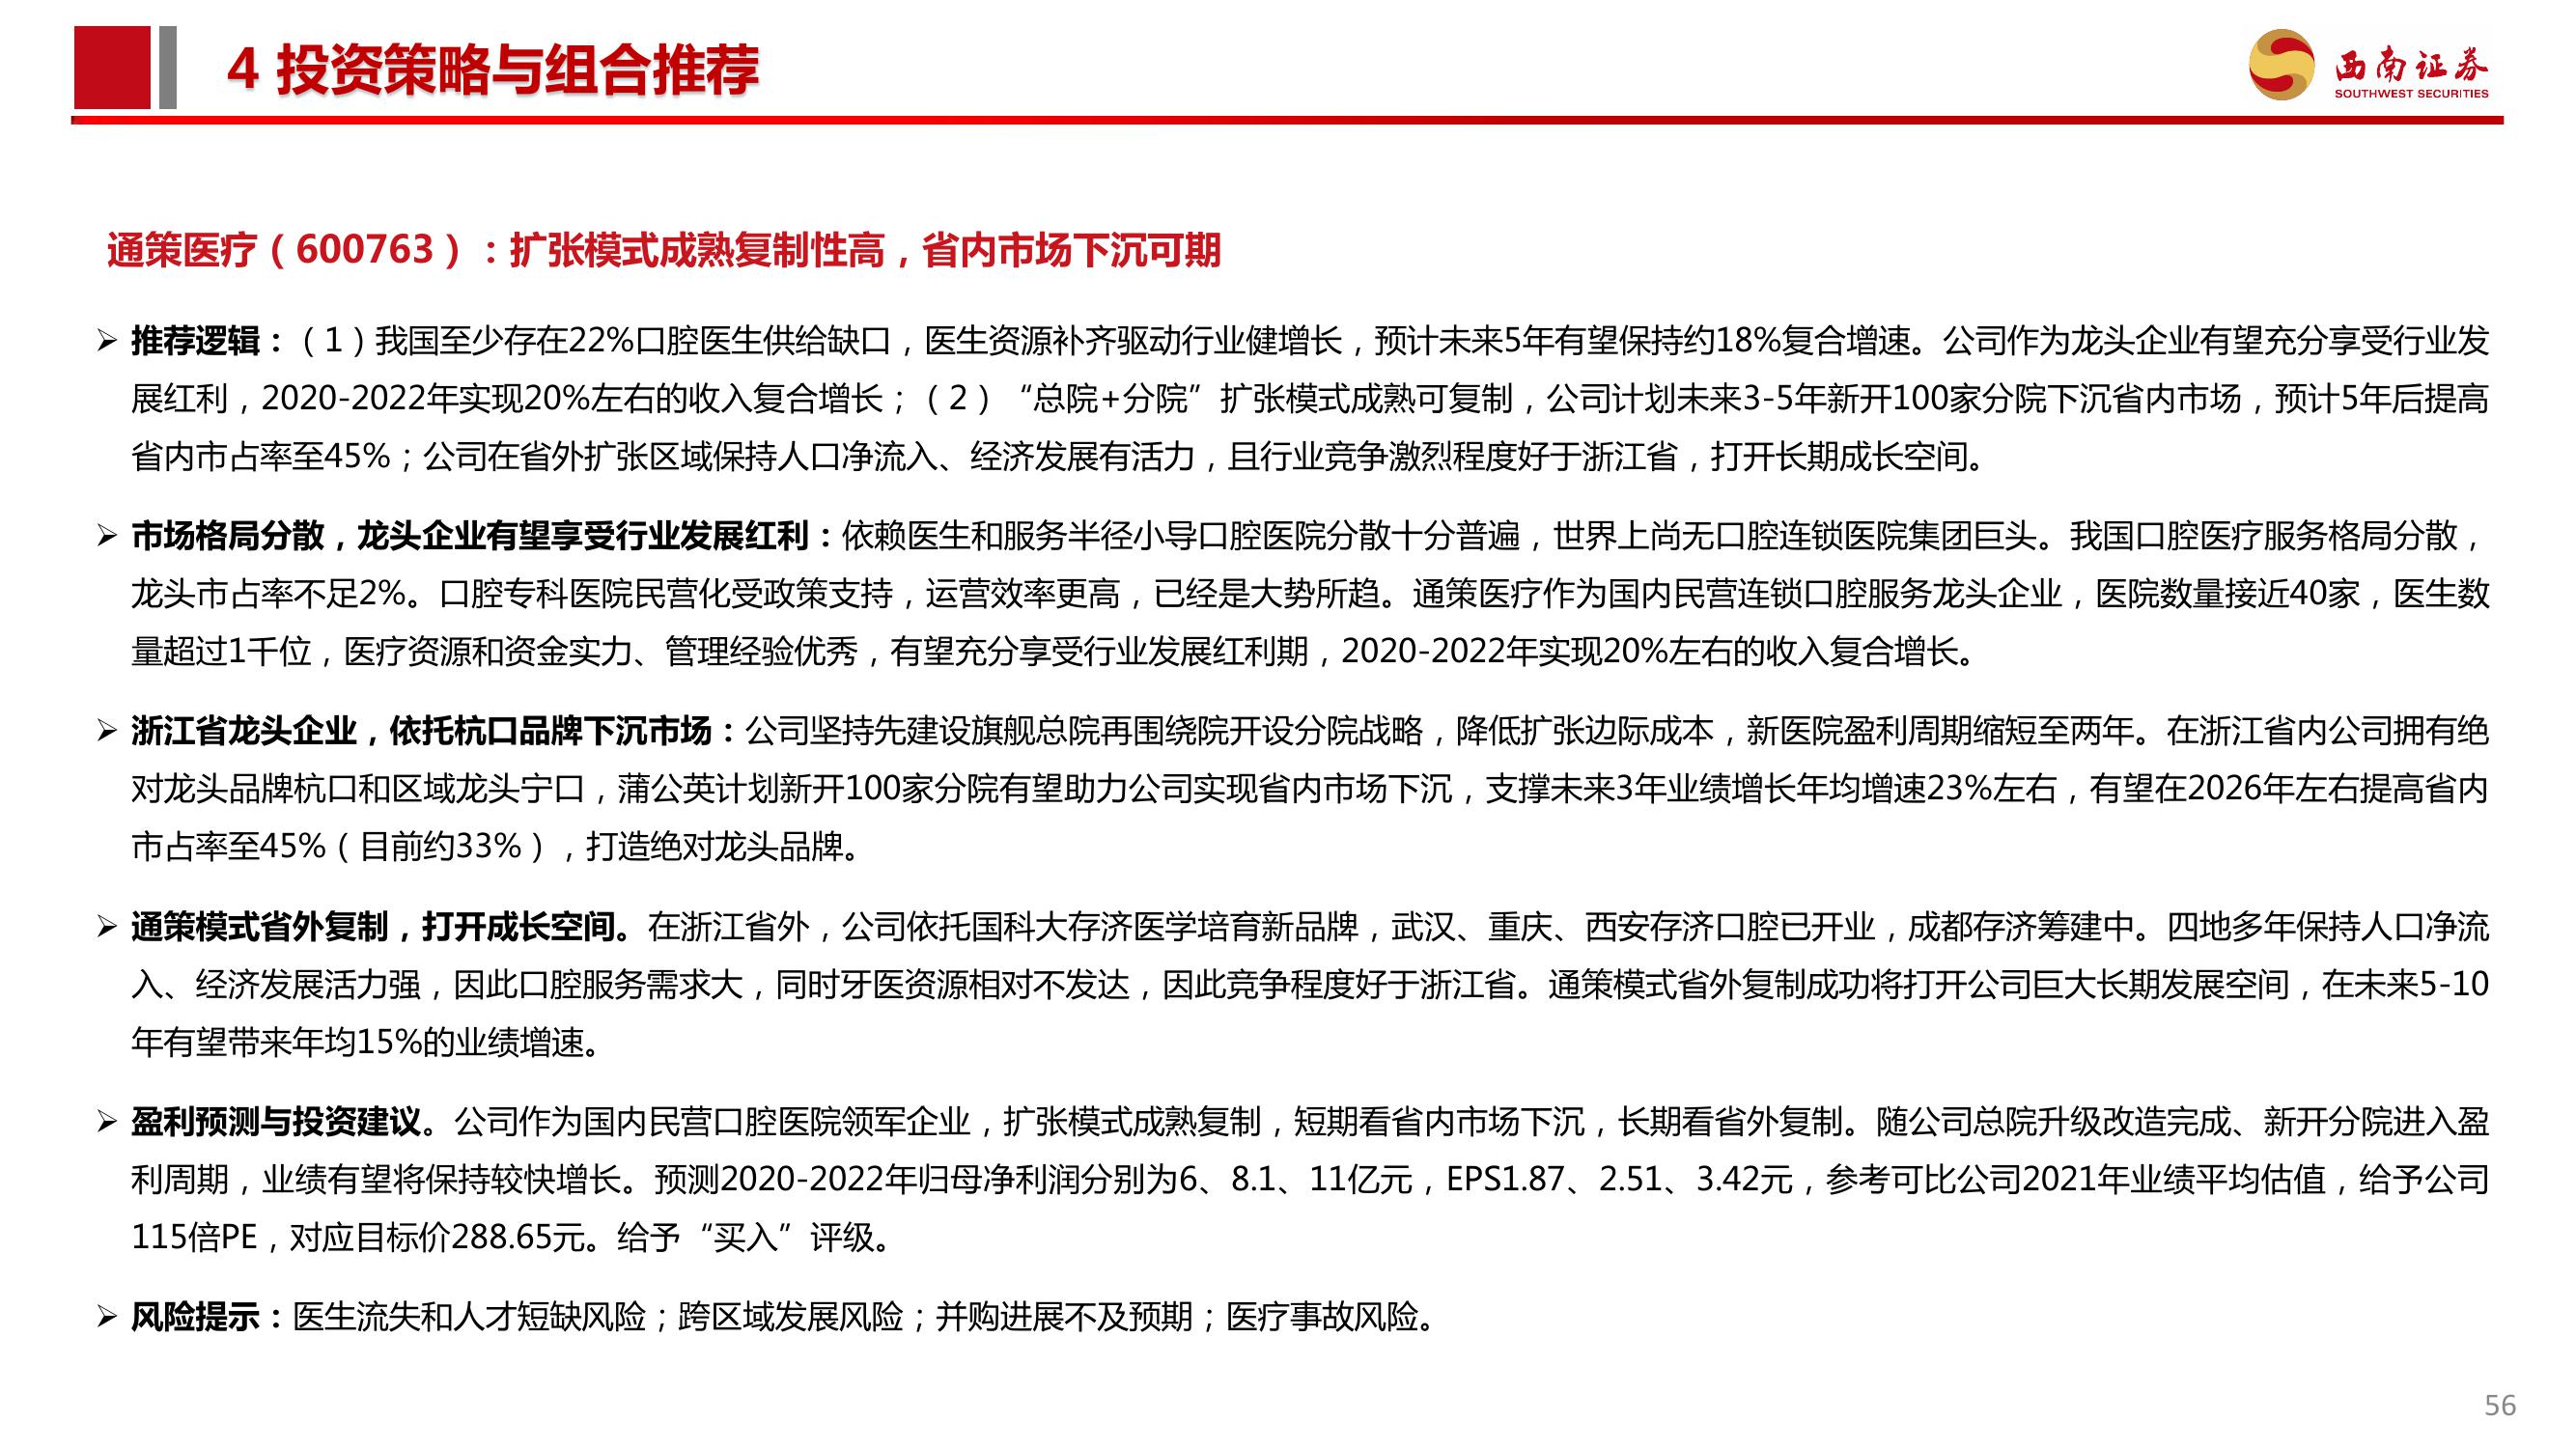 4 投资策略与组合推荐
西南证券
SOUTHWEST SECURITIES
通策医疗（600763）：扩张模式成熟复制性高，省内市场下沉可期
➢ 推荐逻辑：（1）我国至少存在22%口腔医生供给缺口，医生资源补齐驱动行业健增长，预计未来5年有望保持约18%复合增速。公司作为龙头企业有望充分享受行业发
展红利，2020-2022年实现20%左右的收入复合增长；（2）“总院+分院”扩张模式成熟可复制，公司计划未来3-5年新开100家分院下沉省内市场，预计5年后提高
省内市占率至45%；公司在省外扩张区域保持人口净流入、经济发展有活力，且行业竞争激烈程度好于浙江省，打开长期成长空间。
➢ 市场格局分散，龙头企业有望享受行业发展红利：依赖医生和服务半径小导口腔医院分散十分普遍，世界上尚无口腔连锁医院集团巨头。我国口腔医疗服务格局分散，
龙头市占率不足2%。口腔专科医院民营化受政策支持，运营效率更高，已经是大势所趋。通策医疗作为国内民营连锁口腔服务龙头企业，医院数量接近40家，医生数
量超过1千位，医疗资源和资金实力、管理经验优秀，有望充分享受行业发展红利期，2020-2022年实现20%左右的收入复合增长。
➢ 浙江省龙头企业，依托杭口品牌下沉市场：公司坚持先建设旗舰总院再围绕院开设分院战略，降低扩张边际成本，新医院盈利周期缩短至两年。在浙江省内公司拥有绝
对龙头品牌杭口和区域龙头宁口，蒲公英计划新开100家分院有望助力公司实现省内市场下沉，支撑未来3年业绩增长年均增速23%左右，有望在2026年左右提高省内
市占率至45%（目前约33%），打造绝对龙头品牌。
➢ 通策模式省外复制，打开成长空间。在浙江省外，公司依托国科大存济医学培育新品牌，武汉、重庆、西安存济口腔已开业，成都存济筹建中。四地多年保持人口净流
入、经济发展活力强，因此口腔服务需求大，同时牙医资源相对不发达，因此竞争程度好于浙江省。通策模式省外复制成功将打开公司巨大长期发展空间，在未来5-10
年有望带来年均15%的业绩增速。
➢ 盈利预测与投资建议。公司作为国内民营口腔医院领军企业，扩张模式成熟复制，短期看省内市场下沉，长期看省外复制。随公司总院升级改造完成、新开分院进入盈
利周期，业绩有望将保持较快增长。预测2020-2022年归母净利润分别为6、8.1、11亿元，EPS1.87、2.51、3.42元，参考可比公司2021年业绩平均估值，给予公司
115倍PE，对应目标价288.65元。给予“买入”评级。
➢ 风险提示：医生流失和人才短缺风险；跨区域发展风险；并购进展不及预期；医疗事故风险。
56